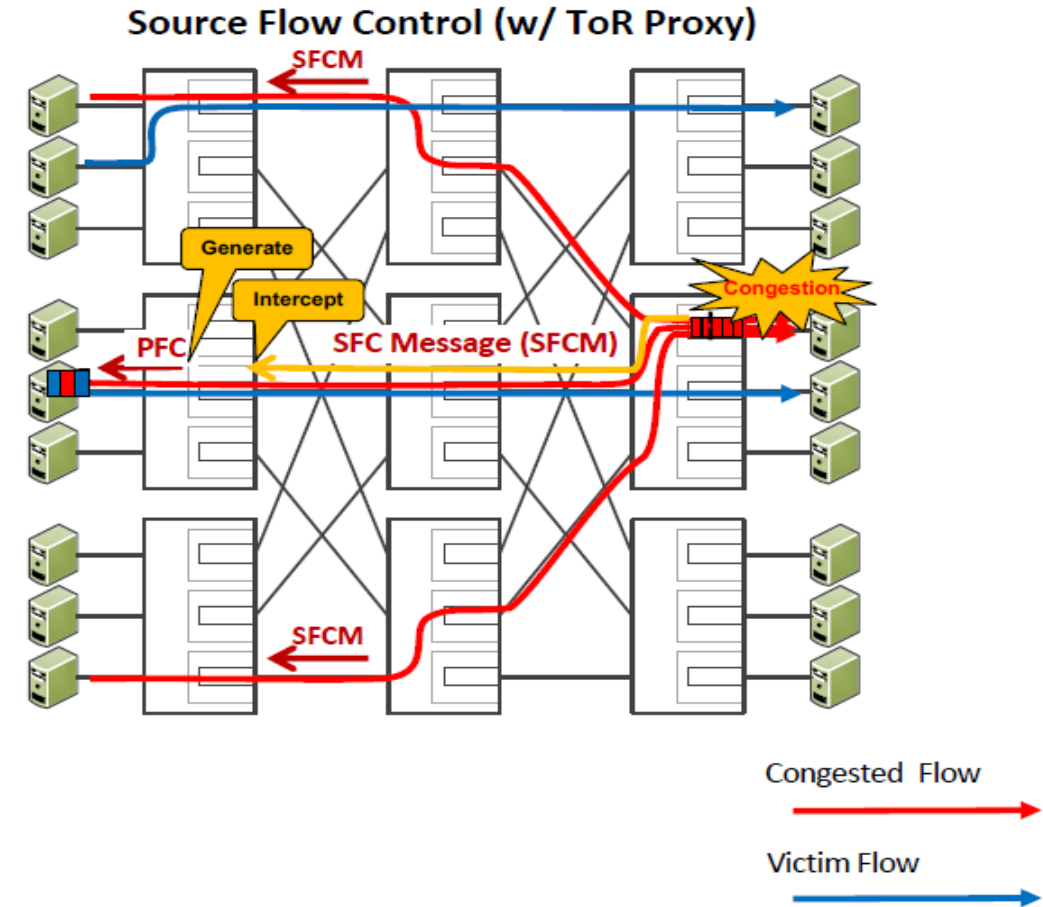 Source Flow Control (w/ ToR Proxy)
SFCM
Generate
Intercept
Congestion
PFC
SFC Message (SFCM)
SFCM
Congested Flow
Victim Flow